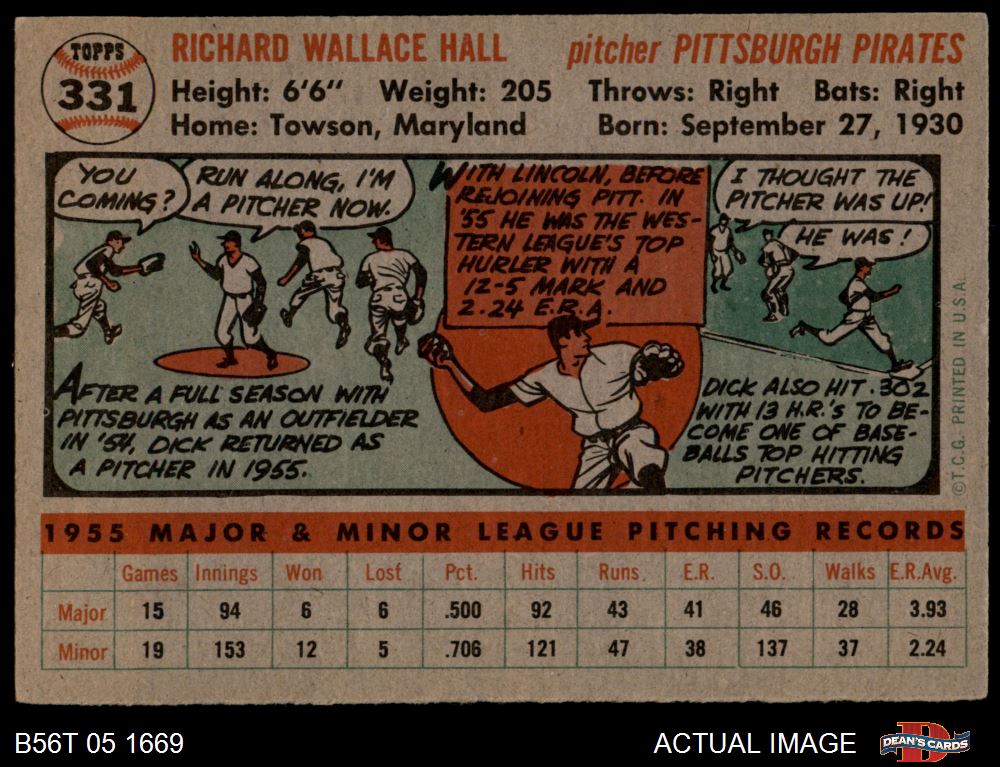 TOPPS
331
RICHARD WALLACE HALL
pitcher PITTSBURGH PIRATES
Height: 6'6" Weight: 205 Throws: Right Bats: Right
Home: Towson, Maryland Born: September 27, 1930
YOU
COMING?
RUN ALONG, I'M
A PITCHER NOW.
AFTER A FULL SEASON WITH
PITTSBURGH AS AN OUTFIELDER
IN '54, DICK RETURNED AS
A PITCHER IN 1955.
WITH LINCOLN, BEFORE
REJOINING PITT. IN
'55 HE WAS THE WES-
TERN LEAGUE'S TOP
HURLER WITH A
12-5 MARK AND
2.24 E.R.A.
I THOUGHT THE
PITCHER WAS UP!
HE WAS!
DICK ALSO HIT .302
WITH 13 H.R.'S TO BE-
COME ONE OF BASE-
BALLS TOP HITTING
PITCHERS.
©T.C.G. PRINTED IN U.S.A.
1955 MAJOR & MINOR LEAGUE PITCHING RECORDS
Games Innings Won Lost Pct. Hits Runs E.R. S.O. Walks E.R.Avg.
Major 15 94 6 6 .500 92 43 41 46 28 3.93
Minor 19 153 12 5 .706 121 47 38 137 37 2.24
B56T 05 1669
ACTUAL IMAGE
D
DEAN'S CARDS